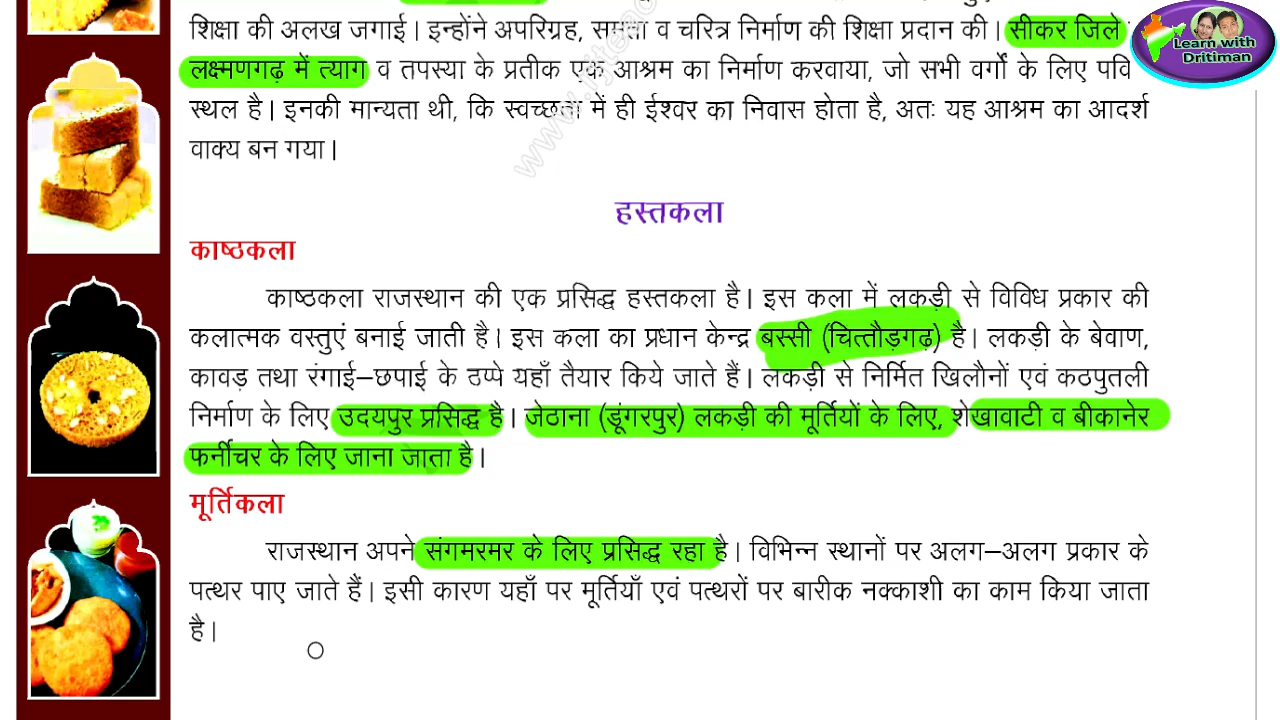 शिक्षा की अलख जगाई। इन्होंने अपरिग्रह, समता व चरित्र निर्माण की शिक्षा प्रदान की। सीकर जिले
लक्ष्मणगढ़ में त्याग व तपस्या के प्रतीक एक आश्रम का निर्माण करवाया, जो सभी वर्गों के लिए पवि
स्थल है। इनकी मान्यता थी, कि स्वच्छता में ही ईश्वर का निवास होता है, अतः यह आश्रम का आदर्श
वाक्य बन गया।
Learn with
Dritiman
हस्तकला
काष्ठकला
काष्ठकला राजस्थान की एक प्रसिद्ध हस्तकला है। इस कला में लकड़ी से विविध प्रकार की
कलात्मक वस्तुएं बनाई जाती है। इस कला का प्रधान केन्द्र बस्सी (चित्तौड़गढ़) है। लकड़ी के बेवाण,
कावड़ तथा रंगाई–छपाई के ठप्पे यहाँ तैयार किये जाते हैं। लकड़ी से निर्मित खिलौनों एवं कठपुतली
निर्माण के लिए उदयपुर प्रसिद्ध है। जेठाना (डूंगरपुर) लकड़ी की मूर्तियों के लिए, शेखावाटी व बीकानेर
फर्नीचर के लिए जाना जाता है।
मूर्तिकला
राजस्थान अपने संगमरमर के लिए प्रसिद्ध रहा है। विभिन्न स्थानों पर अलग–अलग प्रकार के
पत्थर पाए जाते हैं। इसी कारण यहाँ पर मूर्तियाँ एवं पत्थरों पर बारीक नक्काशी का काम किया जाता
है।